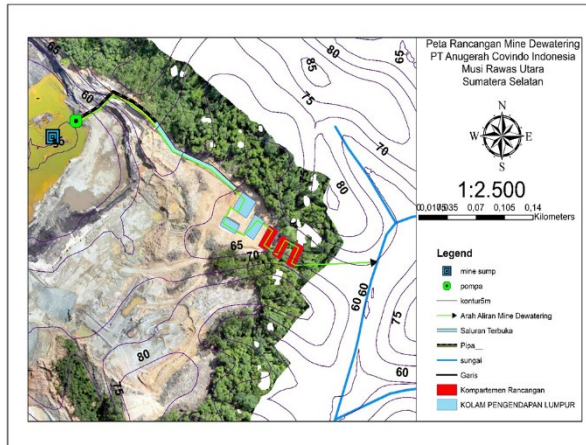 Peta Rancangan Mine Dewatering
PT Anugerah Covindo Indonesia
Musi Rawas Utara
Sumatera Selatan
N
W E
S
1:2.500
0,07 0,105 0,14
Kilometers
Legend
mine sump
pompa
kontur5m
Arah Aliran Mine Dewatering
Saluran Terbuka
Pipa__
sungai
Garis
Kompartemen Rancangan
KOLAM PENGENDAPAN LUMPUR
65
60
65
70
80
75
80
85
75
65
70
80
60
60
75
60
75
80